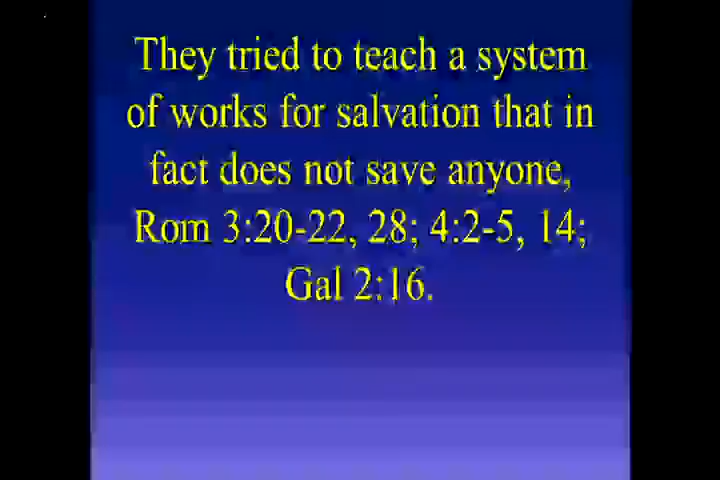 They tried to teach a system
of works for salvation that in
fact does not save anyone,
Rom 3:20-22, 28; 4:2-5, 14;
Gal 2:16.